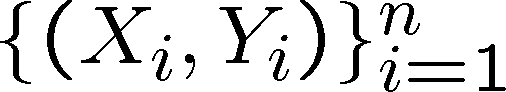 {(X_i, Y_i)}_{i=1}^n